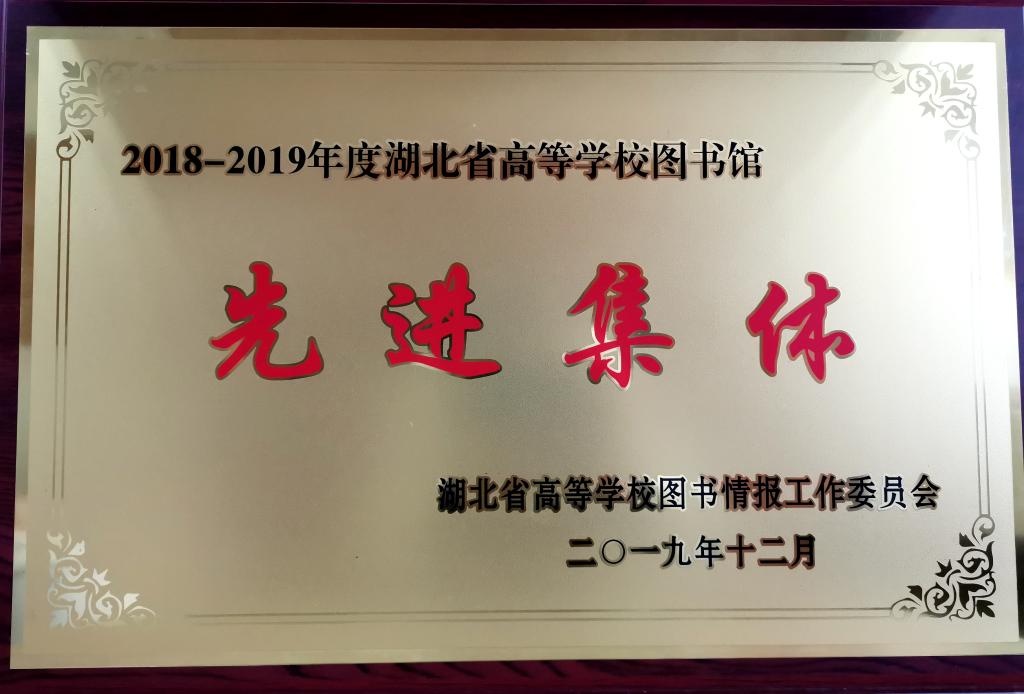 2018-2019年度湖北省高等学校图书馆
先进集体
湖北省高等学校图书情报工作委员会
二〇一九年十二月